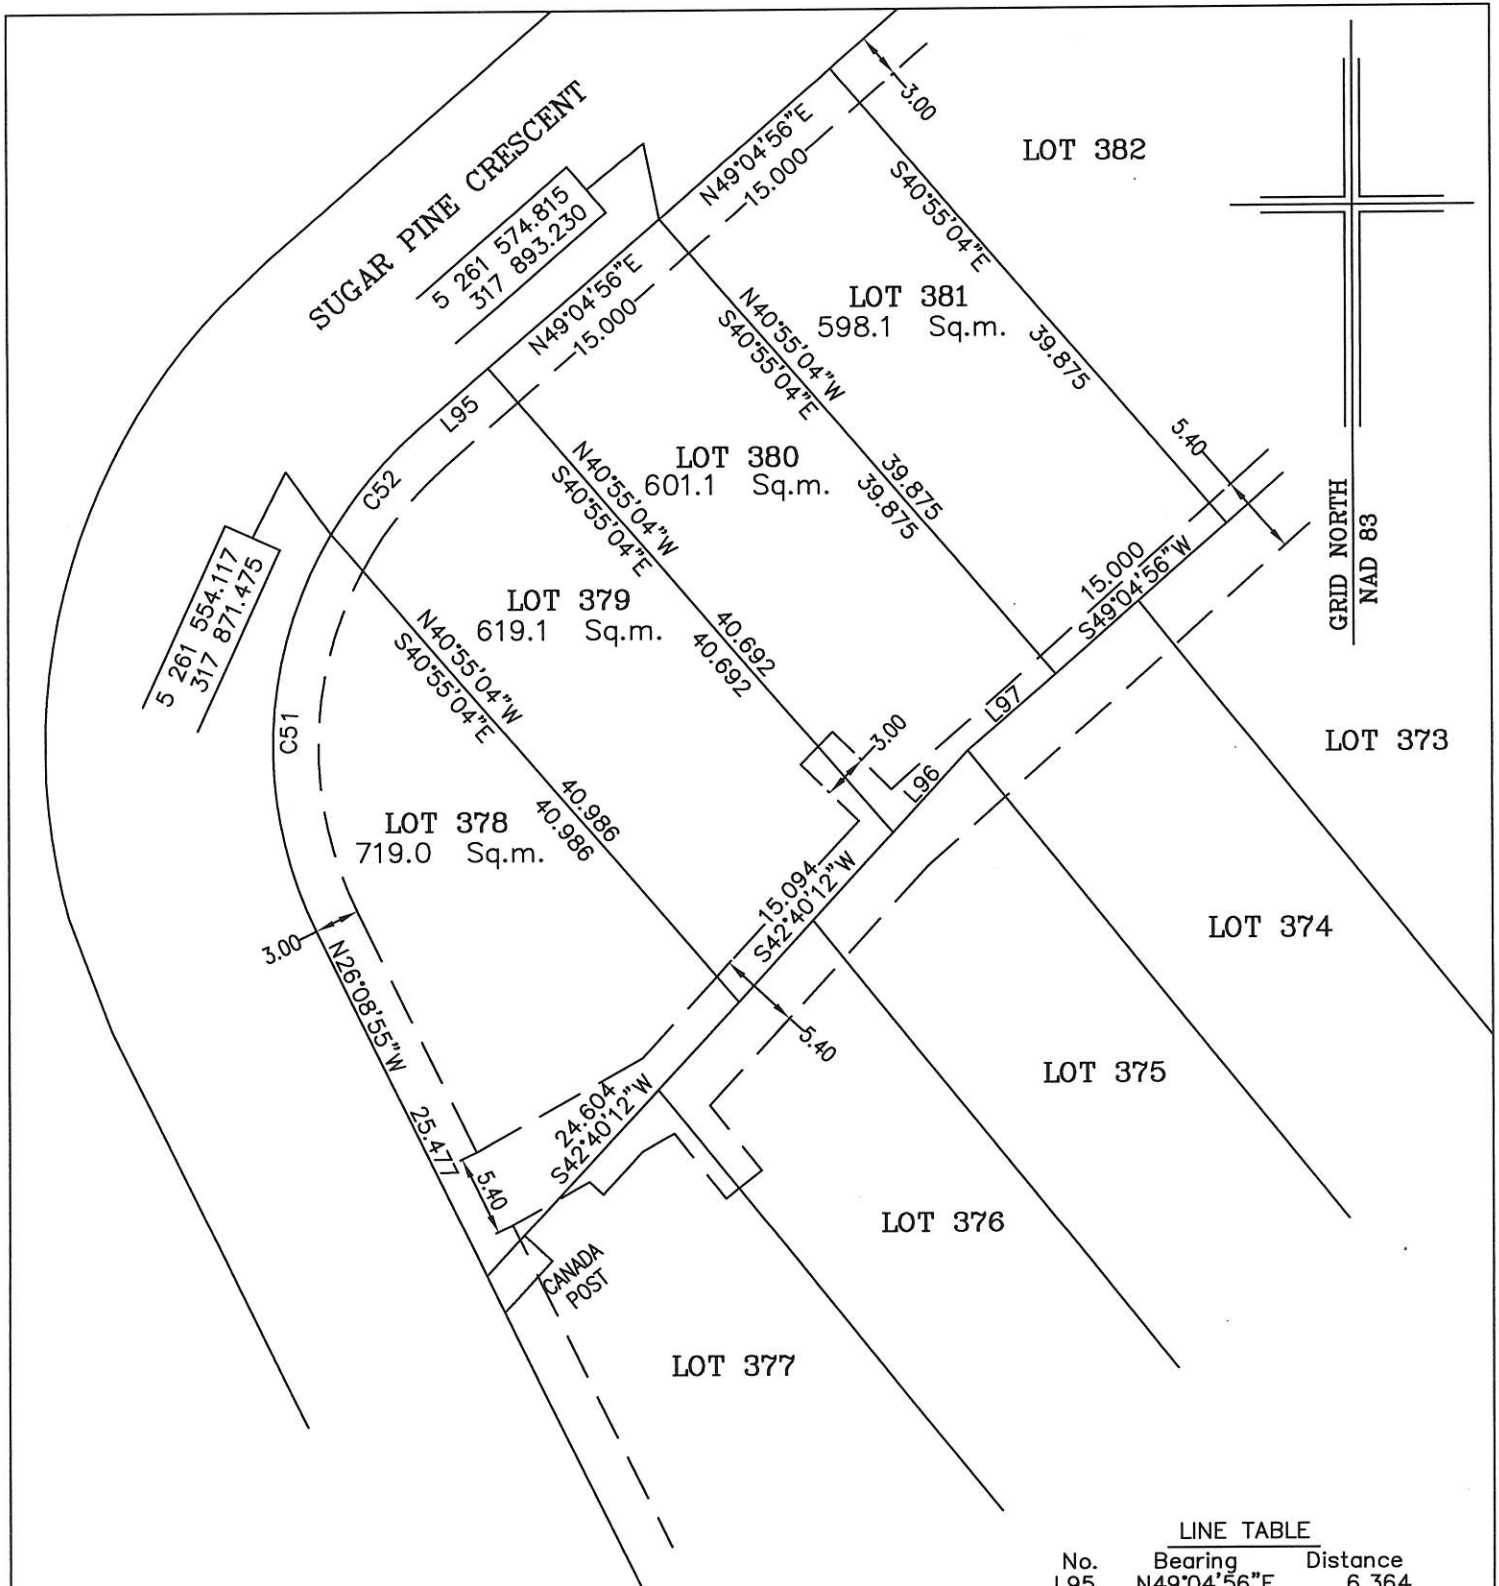 SUGAR PINE CRESCENT
5 261 574.815
317 893.230
N49°04'56"E
15.000
3.00
LOT 382
S40°55'04"E
39.875
N49°04'56"E
15.000
LOT 381
598.1 Sq.m.
N40°55'04"W
S40°55'04"E
39.875
39.875
5.40
L95
C52
LOT 380
601.1 Sq.m.
N40°55'04"W
S40°55'04"E
40.692
40.692
15.000
S49°04'56"W
GRID NORTH
NAD 83
5 261 554.117
317 871.475
LOT 379
619.1 Sq.m.
N40°55'04"W
S40°55'04"E
40.986
40.986
3.00
L97
L96
C51
LOT 373
LOT 378
719.0 Sq.m.
15.094
S42°40'12"W
LOT 374
3.00
N26°08'55"W
25.477
5.40
LOT 375
24.604
S42°40'12"W
5.40
LOT 376
CANADA
POST
LOT 377
LINE TABLE
No. Bearing Distance
L95 N49°04'56"E 6.364